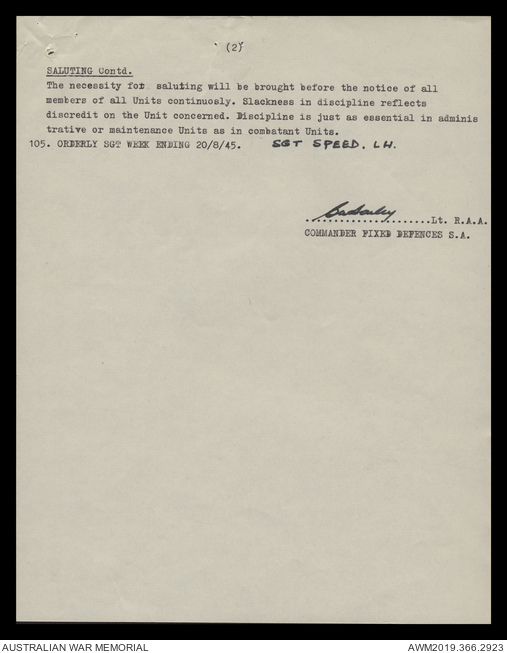 (2)
SALUTING Contd.
The necessity for saluting will be brought before the notice of all
members of all Units continuosly. Slackness in discipline reflects
discredit on the Unit concerned. Discipline is just as essential in adminis
trative or maintenance Units as in combatant Units.
105. ORDERLY SGT WEEK ENDING 20/8/45. SGT SPEED. L.H.
....................Lt. R.A.A.
COMMANDER FIXED DEFENCES S.A.
AUSTRALIAN WAR MEMORIAL AWM2019.366.2923